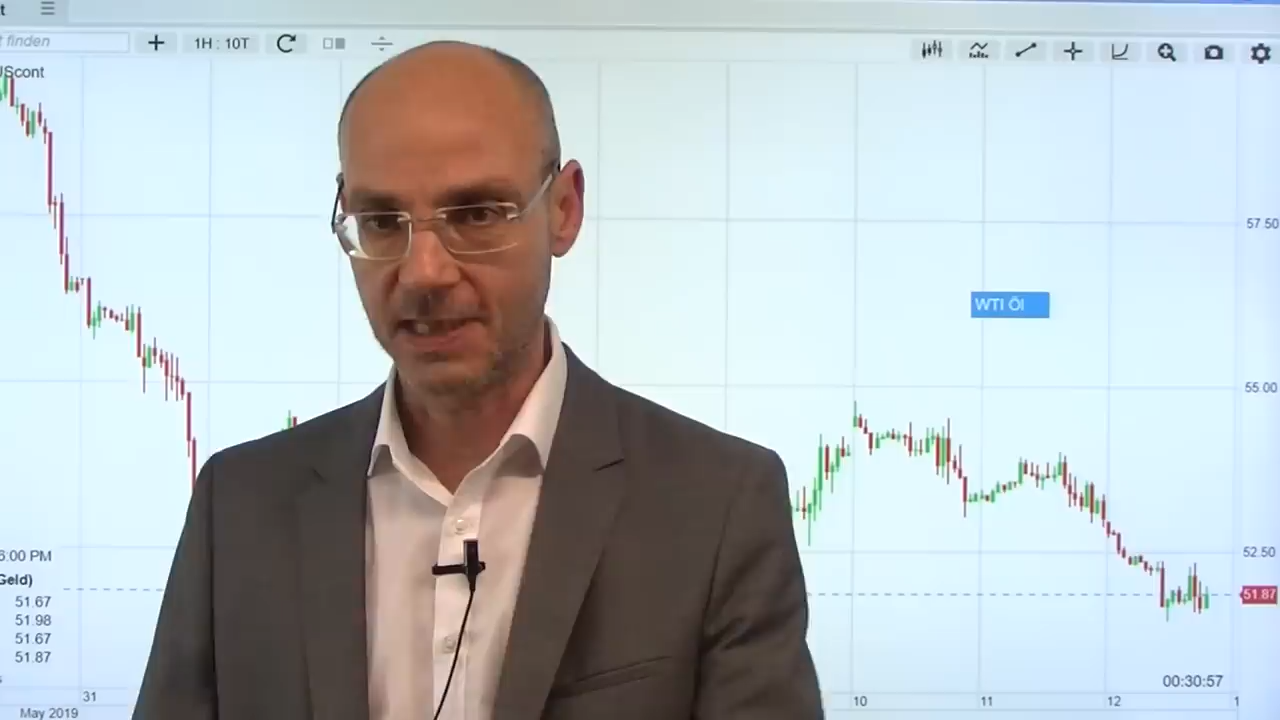 t
t finden
1H : 10T
UScont
57.50
WTI Öl
55.00
6:00 PM
52.50
Geld)
51.67
51.87
51.98
51.67
51.87
00:30:57
31
10
11
12
1
May 2019